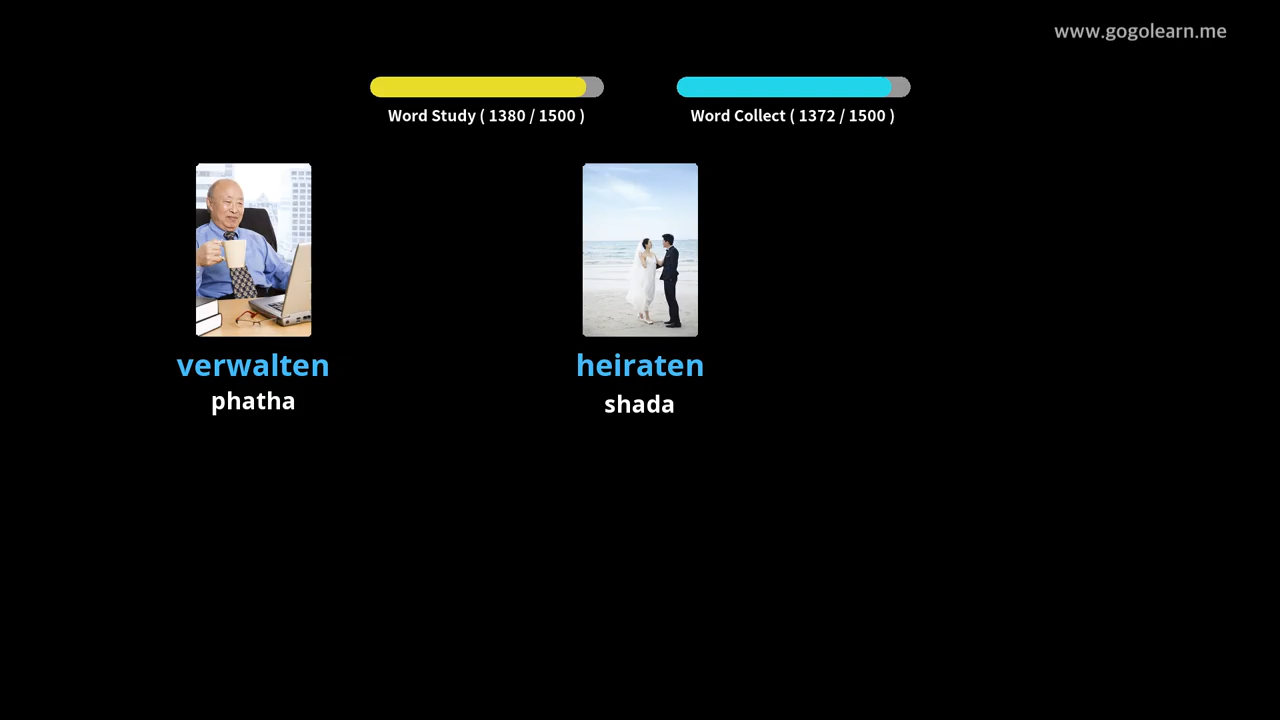 www.gogolearn.me
Word Study ( 1380 / 1500 )
Word Collect ( 1372 / 1500 )
verwalten
phatha
heiraten
shada